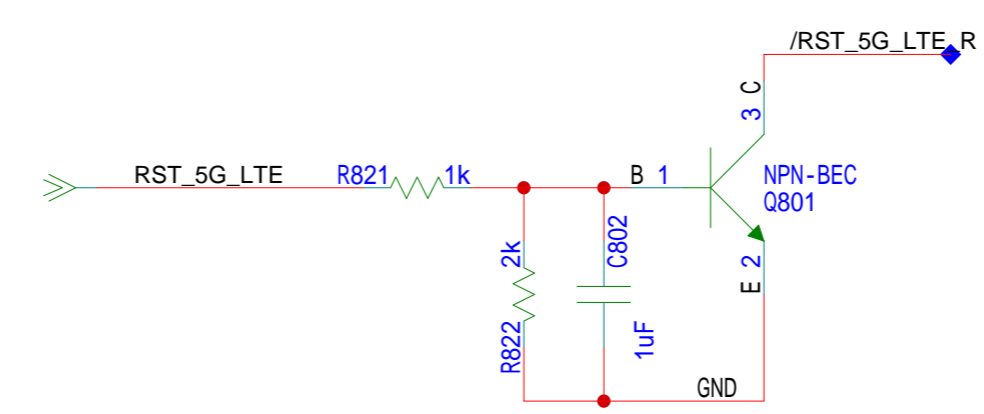 /RST_5G_LTE_R
C
3
RST_5G_LTE
R821
1k
B
1
NPN-BEC
Q801
2k
R822
C802
1uF
2
E
GND